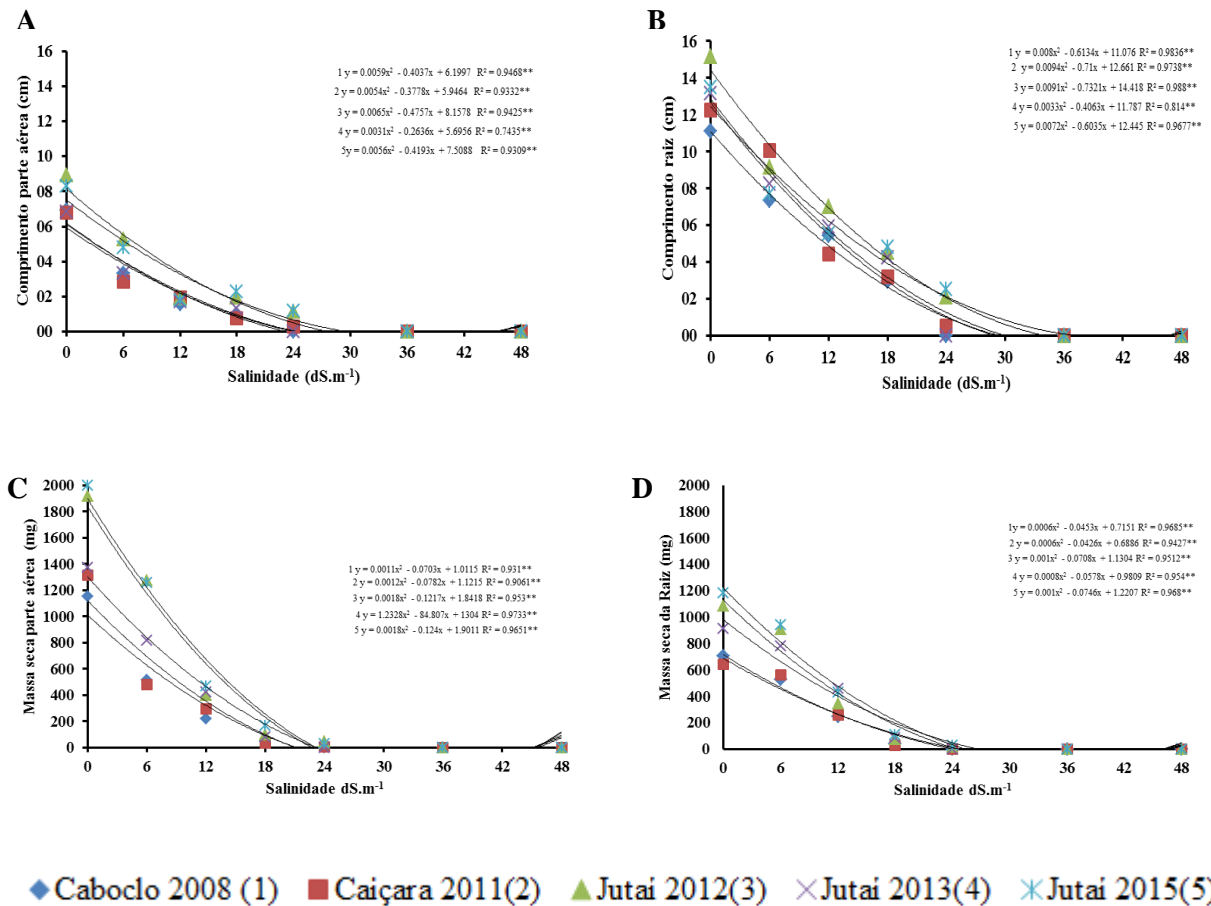 A
16
14
12
10
08
06
04
02
00
0 6 12 18 24 30 36 42 48
Comprimento parte aérea (cm)
Salinidade (dS.m⁻¹)
1 y = 0.0059x² - 0.4037x + 6.1997 R² = 0.9468**
2 y = 0.0054x² - 0.3778x + 5.9464 R² = 0.9332**
3 y = 0.0065x² - 0.4757x + 8.1578 R² = 0.9425**
4 y = 0.0031x² - 0.2636x + 5.6956 R² = 0.7435**
5y = 0.0056x² - 0.4193x + 7.5088 R² = 0.9309**
B
16
14
12
10
08
06
04
02
00
0 6 12 18 24 30 36 42 48
Comprimento raiz (cm)
Salinidade (dS.m⁻¹)
1 y = 0.008x² - 0.6134x + 11.076 R² = 0.9836**
2 y = 0.0094x² - 0.71x + 12.661 R² = 0.9738**
3 y = 0.0091x² - 0.7321x + 14.418 R² = 0.988**
4 y = 0.0033x² - 0.4063x + 11.787 R² = 0.814**
5 y = 0.0072x² - 0.6035x + 12.445 R² = 0.9677**
C
2000
1800
1600
1400
1200
1000
800
600
400
200
0
0 6 12 18 24 30 36 42 48
Massa seca parte aérea (mg)
Salinidade dS.m⁻¹
1 y = 0.0011x² - 0.0703x + 1.0115 R² = 0.931**
2 y = 0.0012x² - 0.0782x + 1.1215 R² = 0.9061**
3 y = 0.0018x² - 0.1217x + 1.8418 R² = 0.953**
4 y = 1.2328x² - 84.807x + 1304 R² = 0.9733**
5 y = 0.0018x² - 0.124x + 1.9011 R² = 0.9651**
D
2000
1800
1600
1400
1200
1000
800
600
400
200
0
0 6 12 18 24 30 36 42 48
Massa seca da Raiz (mg)
Salinidade dS.m⁻¹
1y = 0.0006x² - 0.0453x + 0.7151 R² = 0.9685**
2 y = 0.0006x² - 0.0426x + 0.6886 R² = 0.9427**
3 y = 0.001x² - 0.0708x + 1.1304 R² = 0.9512**
4 y = 0.0008x² - 0.0578x + 0.9809 R² = 0.954**
5 y = 0.001x² - 0.0746x + 1.2207 R² = 0.968**
Caboclo 2008 (1) Caiçara 2011(2) Jutaí 2012(3) Jutaí 2013(4) Jutaí 2015(5)